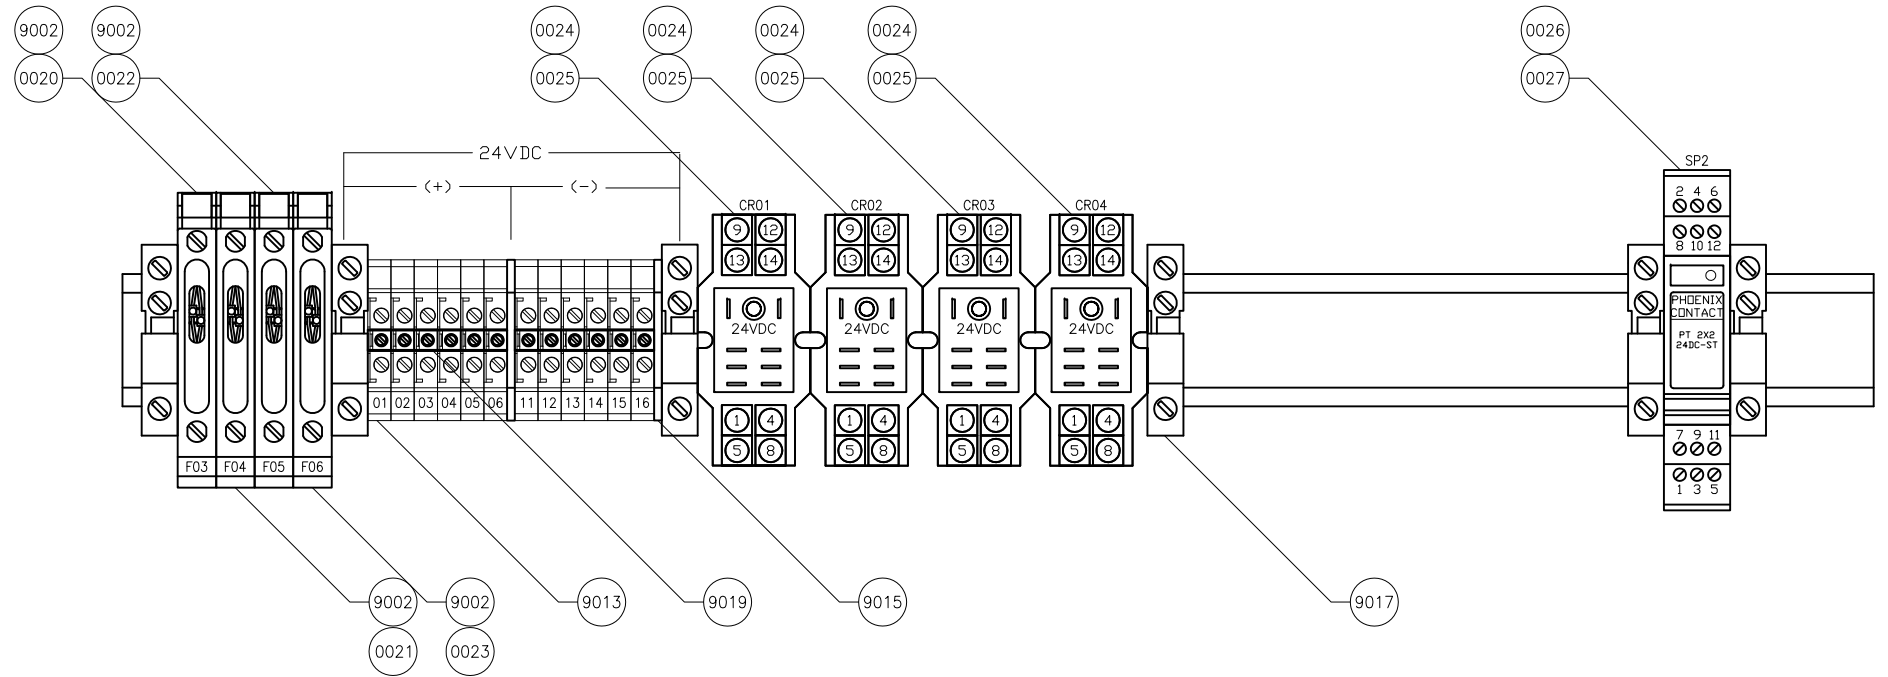 9002 9002 0024 0024 0024 0024 0026
0020 0022 0025 0025 0025 0025 0027
24VDC
SP2
(+) (-)
2 4 6
CR01 CR02 CR03 CR04
9 12 9 12 9 12 9 12
8 10 12
13 14 13 14 13 14 13 14
PHOENIX
CONTACT
24VDC 24VDC 24VDC 24VDC
PT 2X2
24DC-ST
01 02 03 04 05 06 11 12 13 14 15 16
1 4 1 4 1 4 1 4
7 9 11
5 8 5 8 5 8 5 8
F03 F04 F05 F06
1 3 5
9002 9002 9013 9019 9015 9017
0021 0023